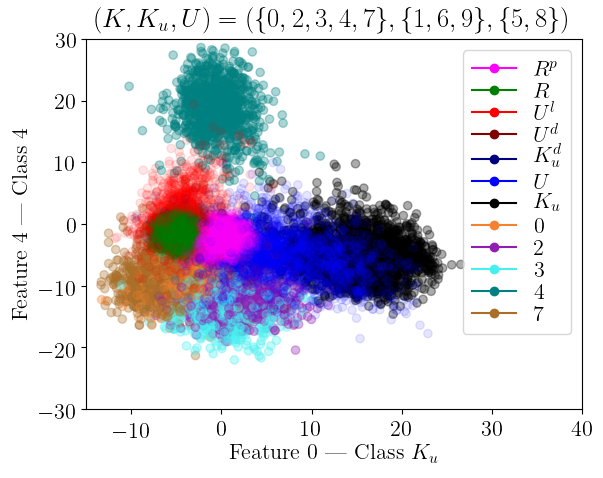 (K, K_u, U) = ({0, 2, 3, 4, 7}, {1, 6, 9}, {5, 8})
30
20
10
0
−10
−20
−30
Feature 4 — Class 4
−10 0 10 20 30 40
Feature 0 — Class K_u
R^p
R
U^l
U^d
K_u^d
U
K_u
0
2
3
4
7